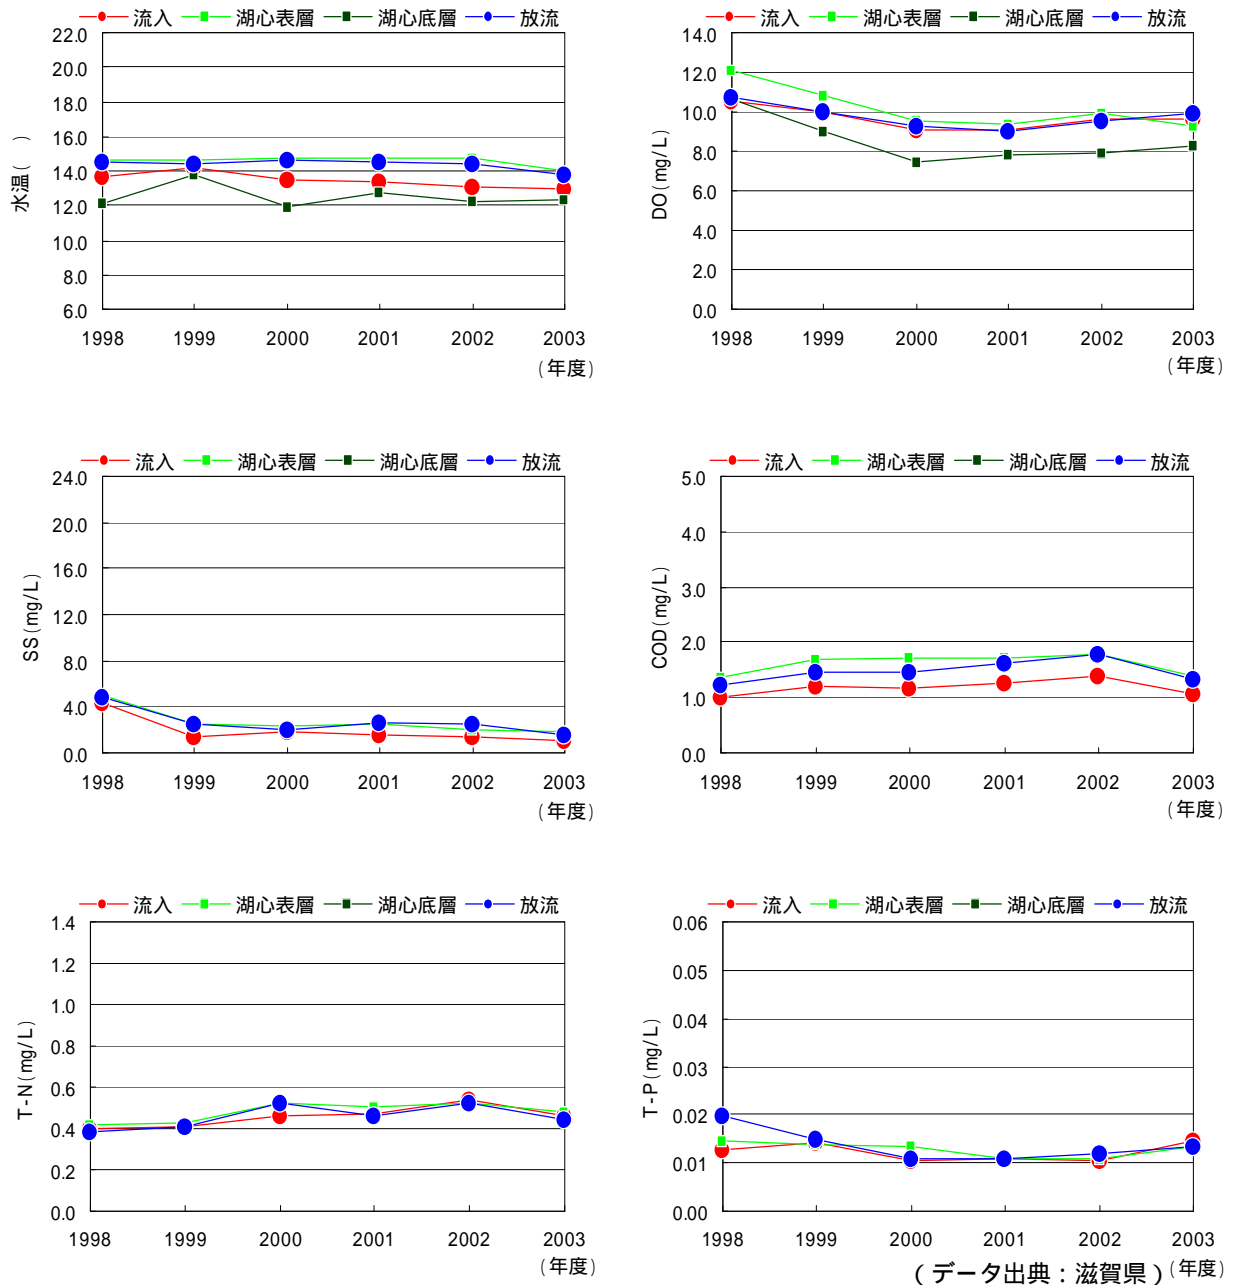 流入 湖心表層 湖心底層 放流
22.0
20.0
18.0
16.0
14.0
12.0
10.0
8.0
6.0
水温( )
1998 1999 2000 2001 2002 2003
(年度)
流入 湖心表層 湖心底層 放流
14.0
12.0
10.0
8.0
6.0
4.0
2.0
0.0
DO(mg/L)
1998 1999 2000 2001 2002 2003
(年度)
流入 湖心表層 湖心底層 放流
24.0
20.0
16.0
12.0
8.0
4.0
0.0
SS(mg/L)
1998 1999 2000 2001 2002 2003
(年度)
流入 湖心表層 湖心底層 放流
5.0
4.0
3.0
2.0
1.0
0.0
COD(mg/L)
1998 1999 2000 2001 2002 2003
(年度)
流入 湖心表層 湖心底層 放流
1.4
1.2
1.0
0.8
0.6
0.4
0.2
0.0
T-N(mg/L)
1998 1999 2000 2001 2002 2003
(年度)
流入 湖心表層 湖心底層 放流
0.06
0.05
0.04
0.03
0.02
0.01
0.00
T-P(mg/L)
1998 1999 2000 2001 2002 2003
(年度)
(データ出典：滋賀県)